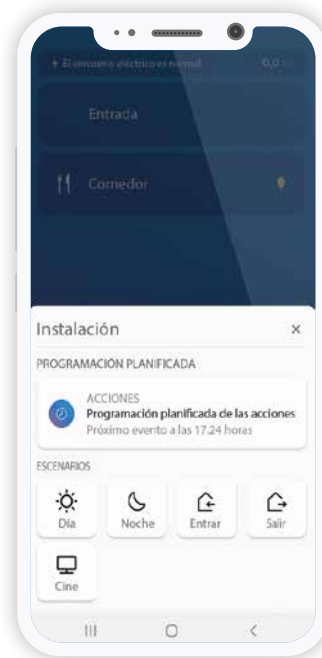 El consumo eléctrico es normal 0,0
Entrada
Comedor
Instalación
PROGRAMACIÓN PLANIFICADA
ACCIONES
Programación planificada de las acciones
Próximo evento a las 17.24 horas
ESCENARIOS
Día Noche Entrar Salir
Cine